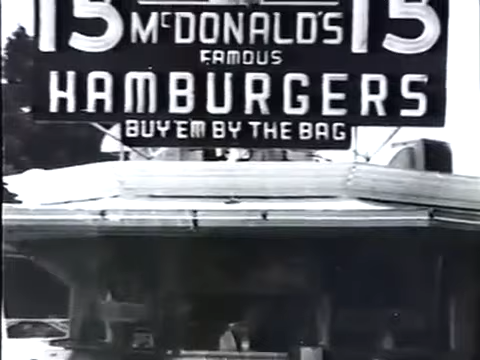 15 McDONALD'S 15
FAMOUS
HAMBURGERS
BUY'EM BY THE BAG